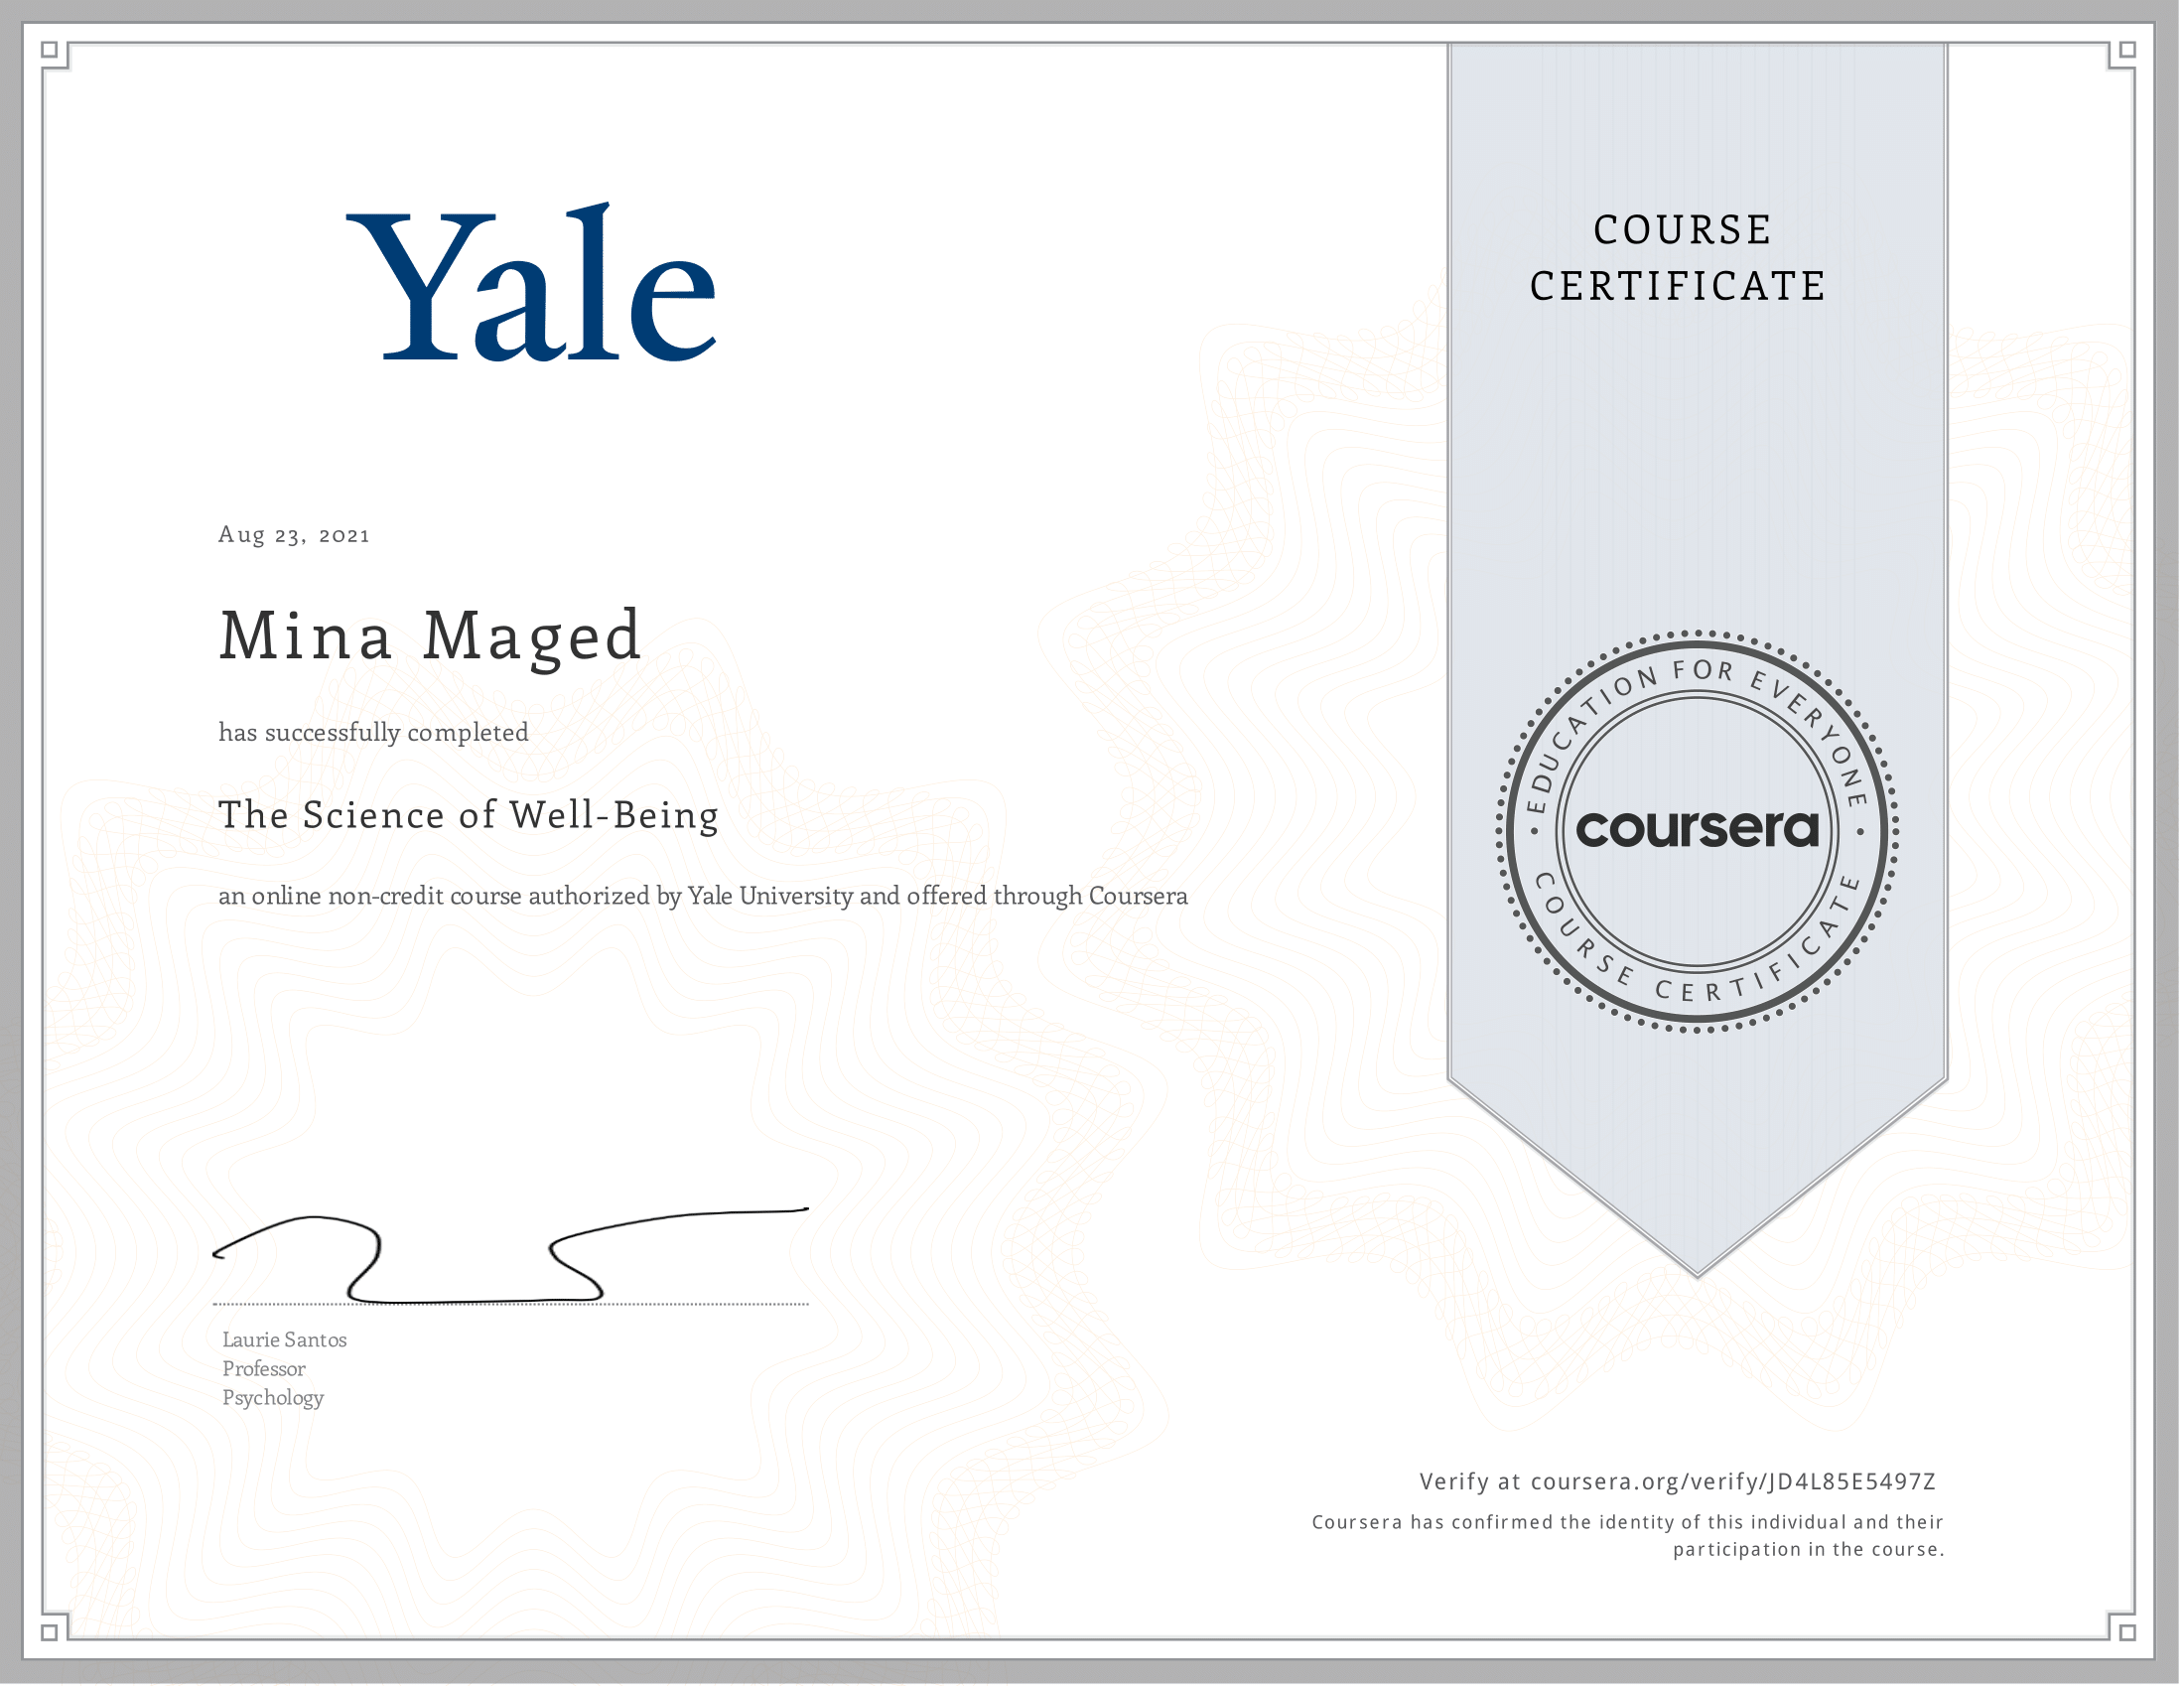 Yale
COURSE
CERTIFICATE
Aug 23, 2021
Mina Maged
has successfully completed
The Science of Well-Being
an online non-credit course authorized by Yale University and offered through Coursera
EDUCATION FOR EVERYONE
coursera
COURSE CERTIFICATE
Laurie Santos
Professor
Psychology
Verify at coursera.org/verify/JD4L85E5497Z
Coursera has confirmed the identity of this individual and their
participation in the course.